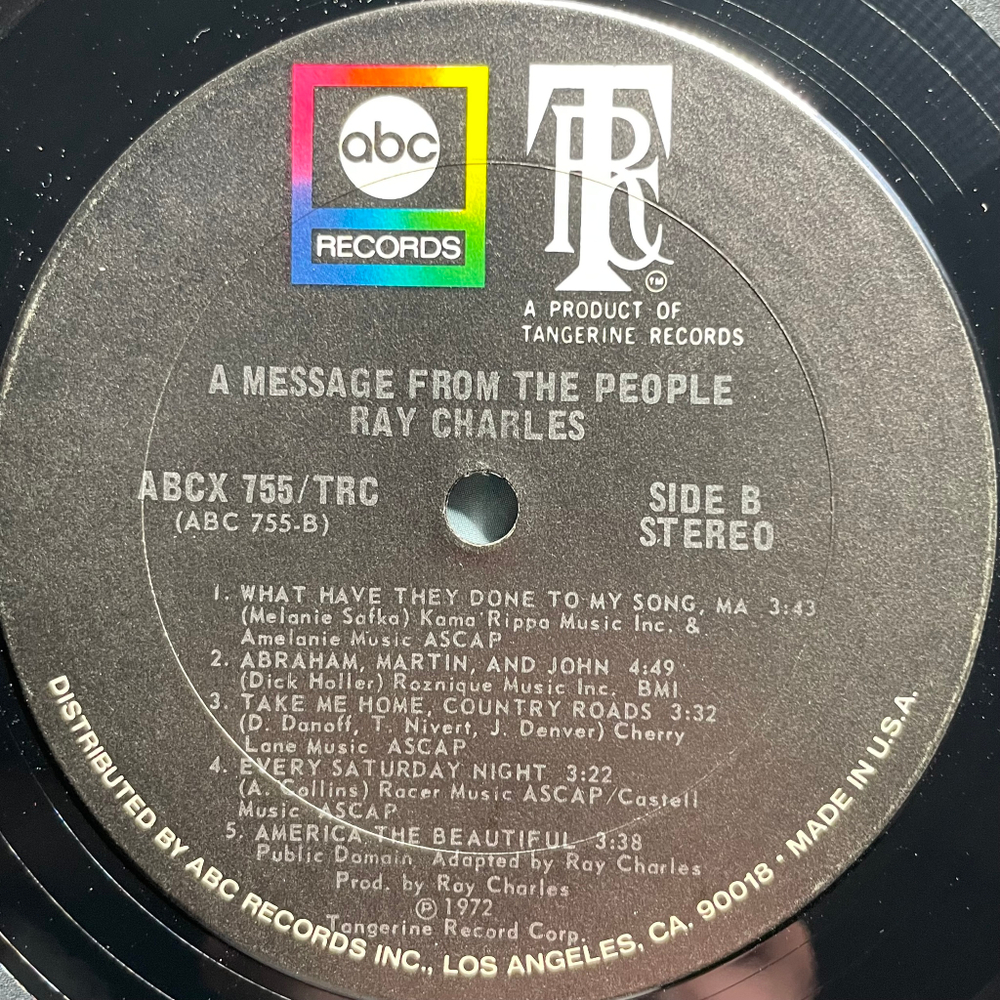 abc
RECORDS
TRC
TM
A PRODUCT OF
TANGERINE RECORDS
A MESSAGE FROM THE PEOPLE
RAY CHARLES
ABCX 755/TRC
(ABC 755-B)
SIDE B
STEREO
1. WHAT HAVE THEY DONE TO MY SONG, MA 3:43
(Melanie Safka) Kama Rippa Music Inc. &
Amelanie Music ASCAP
2. ABRAHAM, MARTIN, AND JOHN 4:49
(Dick Holler) Roznique Music Inc. BMI
3. TAKE ME HOME, COUNTRY ROADS 3:32
(D. Danoff, T. Nivert, J. Denver) Cherry
Lane Music ASCAP
4. EVERY SATURDAY NIGHT 3:22
(A. Collins) Racer Music ASCAP/Castell
Music ASCAP
5. AMERICA THE BEAUTIFUL 3:38
Public Domain Adapted by Ray Charles
Prod. by Ray Charles
℗ 1972
Tangerine Record Corp.
DISTRIBUTED BY ABC RECORDS INC., LOS ANGELES, CA. 90018 • MADE IN U.S.A.